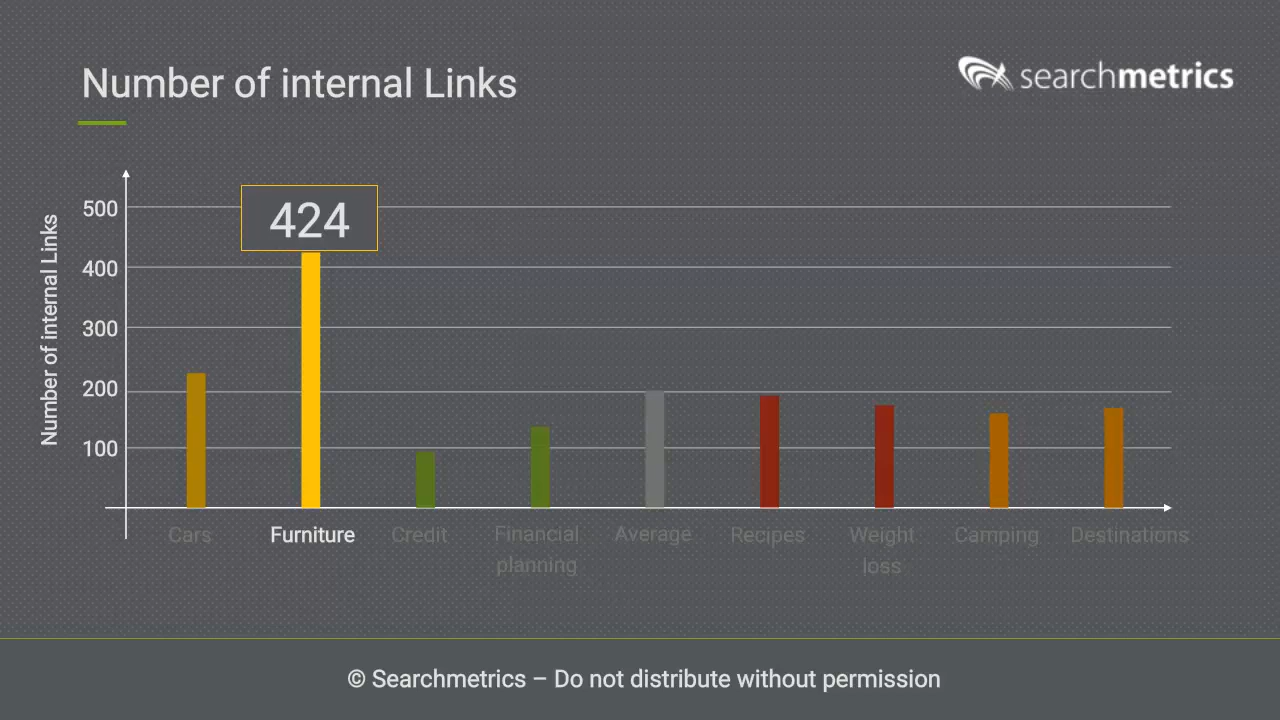 Number of internal Links
searchmetrics
Number of internal Links
500
400
300
200
100
424
Cars
Furniture
Credit
Financial
planning
Average
Recipes
Weight
loss
Camping
Destinations
© Searchmetrics – Do not distribute without permission